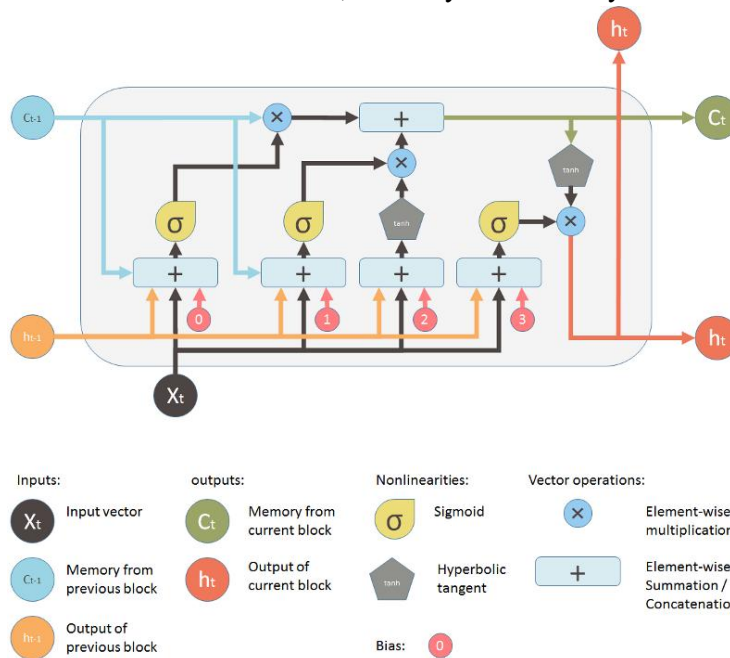 ht
Ct-1
×
+
Ct
×
tanh
tanh
σ
σ
σ
×
+
+
+
+
0
1
2
3
ht-1
ht
Xt
Inputs:
outputs:
Nonlinearities:
Vector operations:
Xt
Input vector
Ct
Memory from
current block
σ
Sigmoid
×
Element-wise
multiplication
Ct-1
Memory from
previous block
ht
Output of
current block
tanh
Hyperbolic
tangent
+
Element-wise
Summation /
Concatenation
ht-1
Output of
previous block
Bias:
0